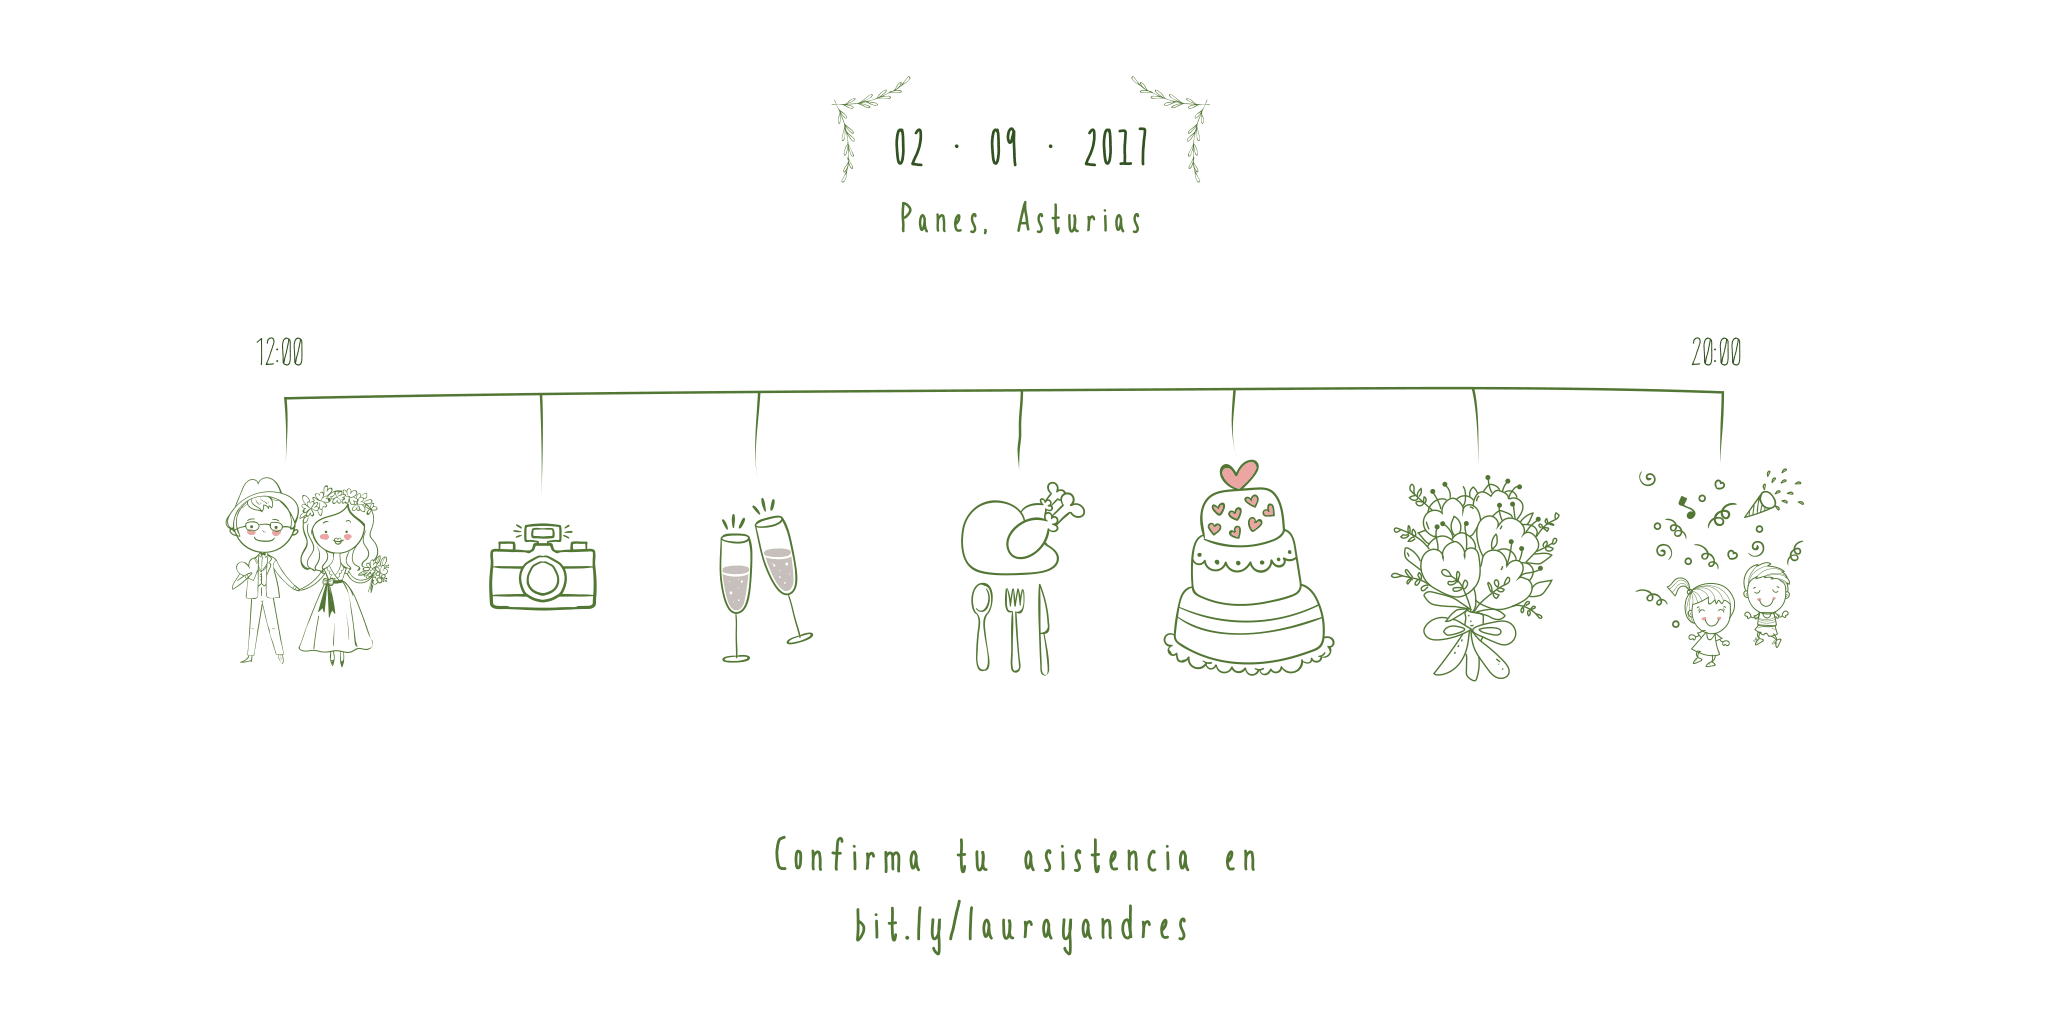 02 · 09 · 2017
Panes, Asturias
12:00
20:00
Confirma tu asistencia en
bit.ly/laurayandres